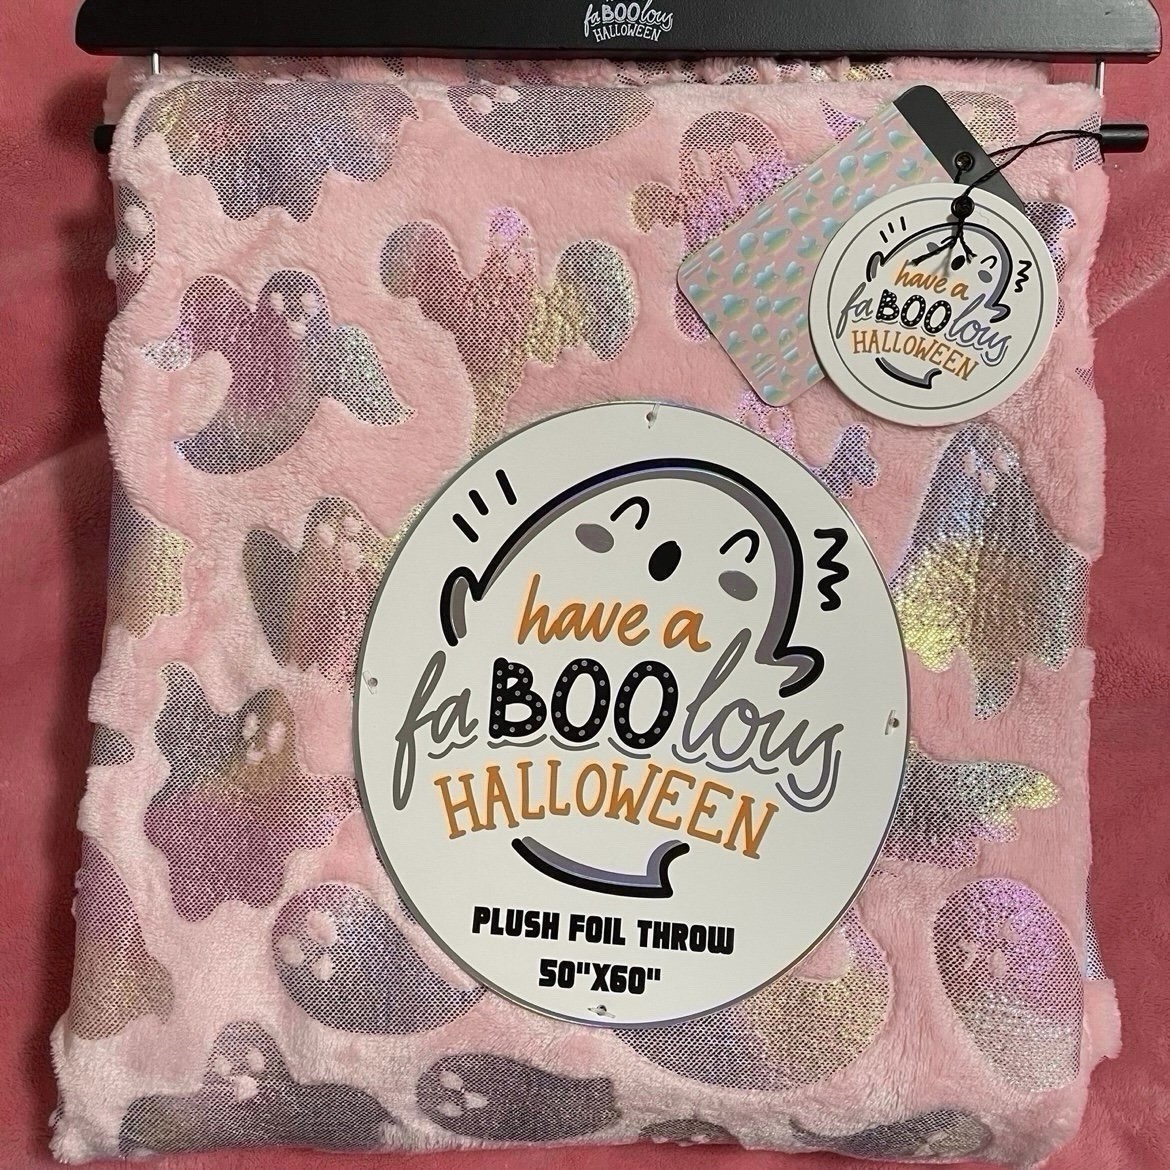 faBOOlous
HALLOWEEN
have a
faBOOlous
HALLOWEEN
have a
faBOOlous
HALLOWEEN
PLUSH FOIL THROW
50"X60"